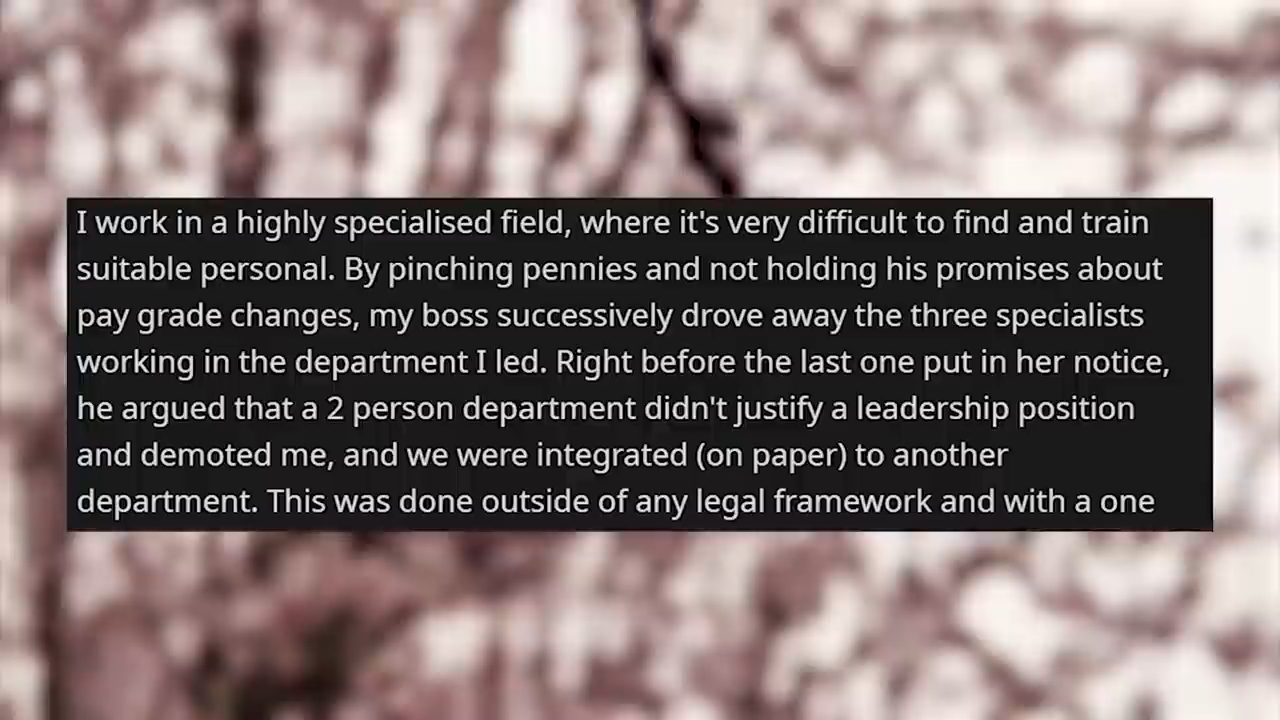 I work in a highly specialised field, where it's very difficult to find and train
suitable personal. By pinching pennies and not holding his promises about
pay grade changes, my boss successively drove away the three specialists
working in the department I led. Right before the last one put in her notice,
he argued that a 2 person department didn't justify a leadership position
and demoted me, and we were integrated (on paper) to another
department. This was done outside of any legal framework and with a one